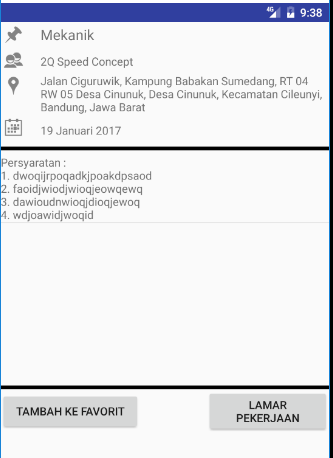 4G 9:38
Mekanik
2Q Speed Concept
Jalan Ciguruwik, Kampung Babakan Sumedang, RT 04
RW 05 Desa Cinunuk, Desa Cinunuk, Kecamatan Cileunyi,
Bandung, Jawa Barat
19 Januari 2017
Persyaratan :
1. dwoqijrpoqadkjpoakdpsaod
2. faoidjwiodjwioqjeowqewq
3. dawioudnwioqjdioqjewoq
4. wdjoawidjwoqid
TAMBAH KE FAVORIT
LAMAR
PEKERJAAN